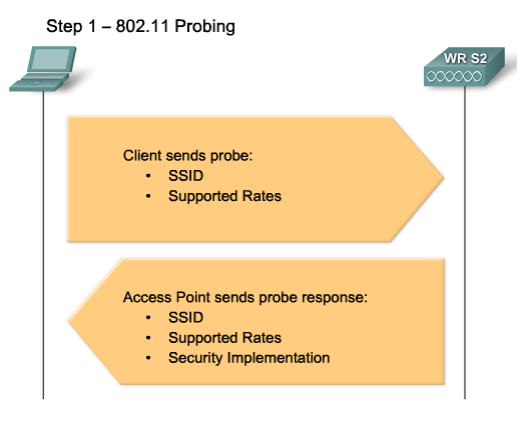 Step 1 – 802.11 Probing
WR S2
Client sends probe:
• SSID
• Supported Rates
Access Point sends probe response:
• SSID
• Supported Rates
• Security Implementation